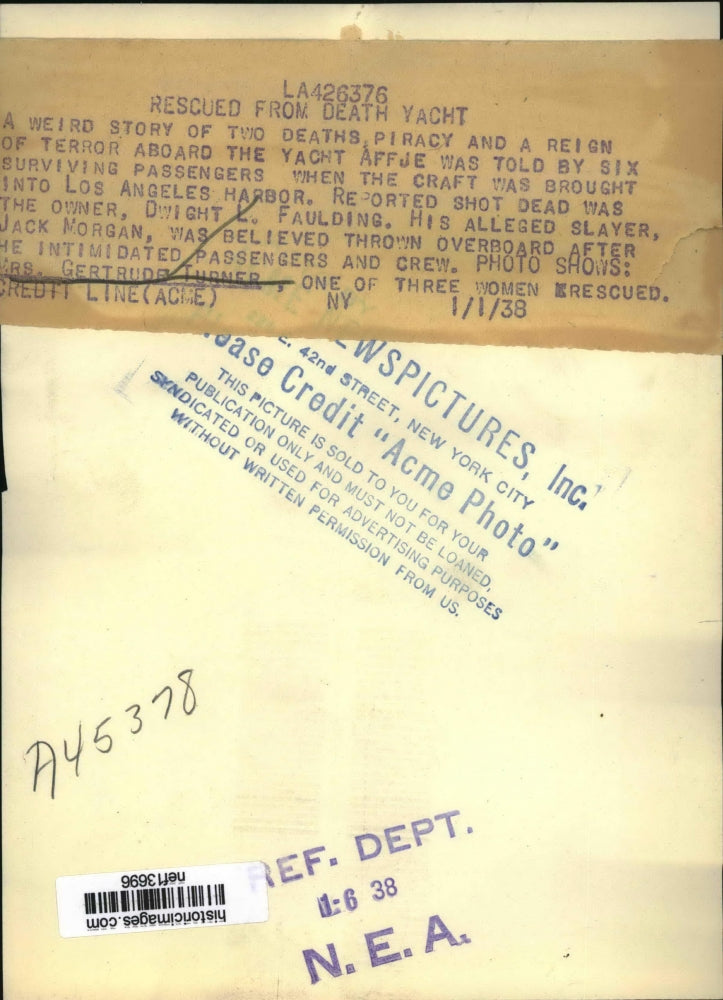 LA426376
RESCUED FROM DEATH YACHT
A WEIRD STORY OF TWO DEATHS, PIRACY AND A REIGN
OF TERROR ABOARD THE YACHT AFFJE WAS TOLD BY SIX
SURVIVING PASSENGERS WHEN THE CRAFT WAS BROUGHT
INTO LOS ANGELES HARBOR. REPORTED SHOT DEAD WAS
THE OWNER, DWIGHT L. FAULDING. HIS ALLEGED SLAYER,
JACK MORGAN, WAS BELIEVED THROWN OVERBOARD AFTER
HE INTIMIDATED PASSENGERS AND CREW. PHOTO SHOWS:
MRS. GERTRUDE TURNER, ONE OF THREE WOMEN RESCUED.
CREDIT LINE(ACME) NY 1/1/38
NEWSPICTURES, Inc.
E. 42nd STREET, NEW YORK CITY
Please Credit "Acme Photo"
THIS PICTURE IS SOLD TO YOU FOR YOUR
PUBLICATION ONLY AND MUST NOT BE LOANED,
SYNDICATED OR USED FOR ADVERTISING PURPOSES
WITHOUT WRITTEN PERMISSION FROM US.
A45378
REF. DEPT.
1:6 38
N.E.A.
historicimages.com
nef13696